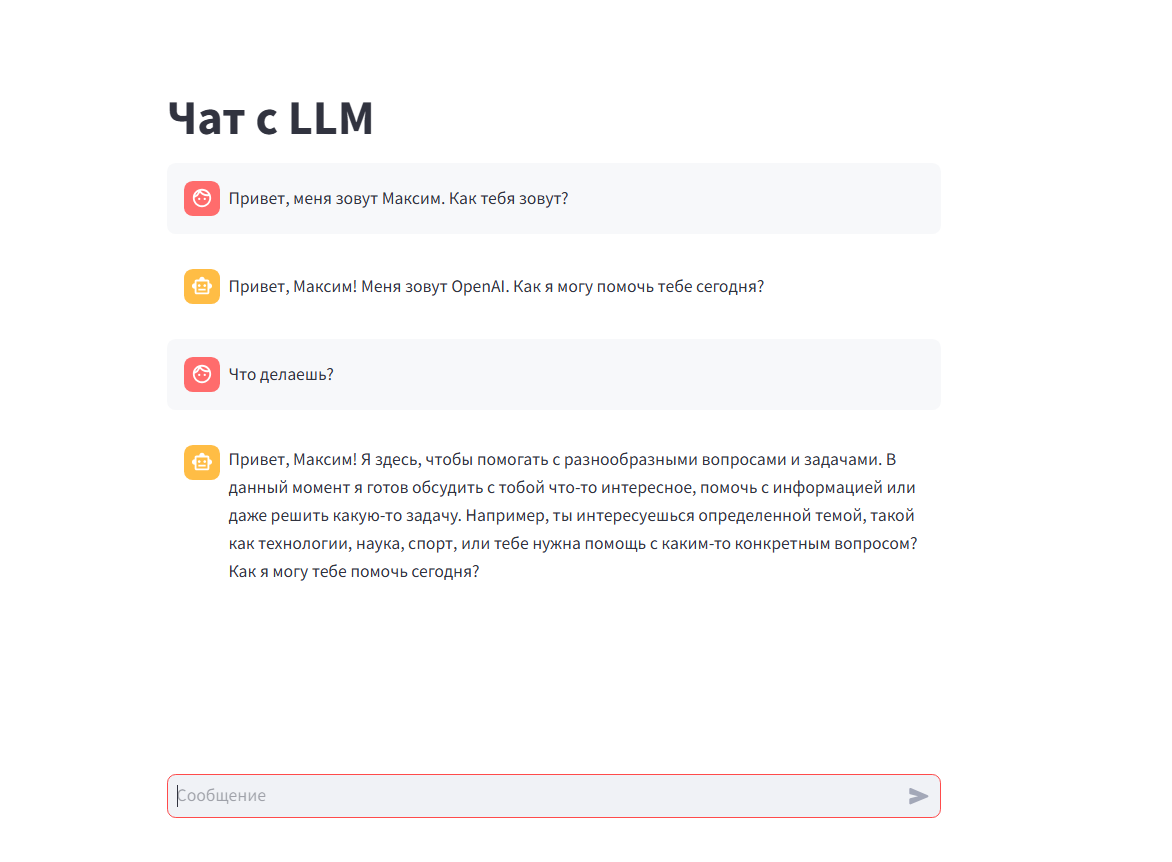 Чат с LLM
Привет, меня зовут Максим. Как тебя зовут?
Привет, Максим! Меня зовут OpenAI. Как я могу помочь тебе сегодня?
Что делаешь?
Привет, Максим! Я здесь, чтобы помогать с разнообразными вопросами и задачами. В
данный момент я готов обсудить с тобой что-то интересное, помочь с информацией или
даже решить какую-то задачу. Например, ты интересуешься определенной темой, такой
как технологии, наука, спорт, или тебе нужна помощь с каким-то конкретным вопросом?
Как я могу тебе помочь сегодня?
Сообщение